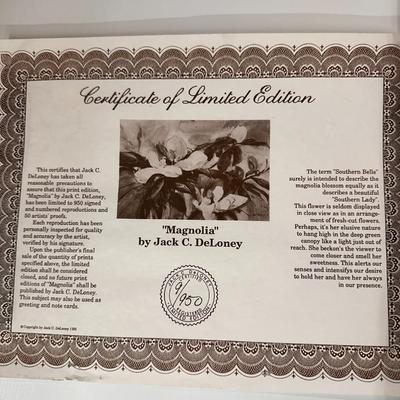 Certificate of Limited Edition
This certifies that Jack C.
DeLoney has taken all
reasonable precautions to
assure that this print edition,
"Magnolia" by Jack C. DeLoney,
has been limited to 950 signed
and numbered reproductions and
50 artists' proofs.
Each reproduction has been
personally inspected for quality
and accuracy by the artist,
verified by his signature.
Upon the publisher's final
sale of the quantity of prints
specified above, the limited
edition shall be considered
closed, and no future print
editions of "Magnolia" shall be
published by Jack C. DeLoney.
This subject may also be used as
greeting and note cards.
"Magnolia"
by Jack C. DeLoney
JACK C. DELONEY
/950
LIMITED EDITION
The term "Southern Bells"
surely is intended to describe the
magnolia blossom equally as it
describes a beautiful
"Southern Lady".
This flower is seldom displayed
in close view as in an arrange-
ment of fresh-cut flowers.
Perhaps, it's her elusive nature
to hang high in the deep green
canopy like a light just out of
reach. She beckon's the viewer to
come closer and smell her
sweetness. This alerts our
senses and intensifys our desire
to hold her and have her always
in our presence.
© Copyright by Jack C. DeLoney